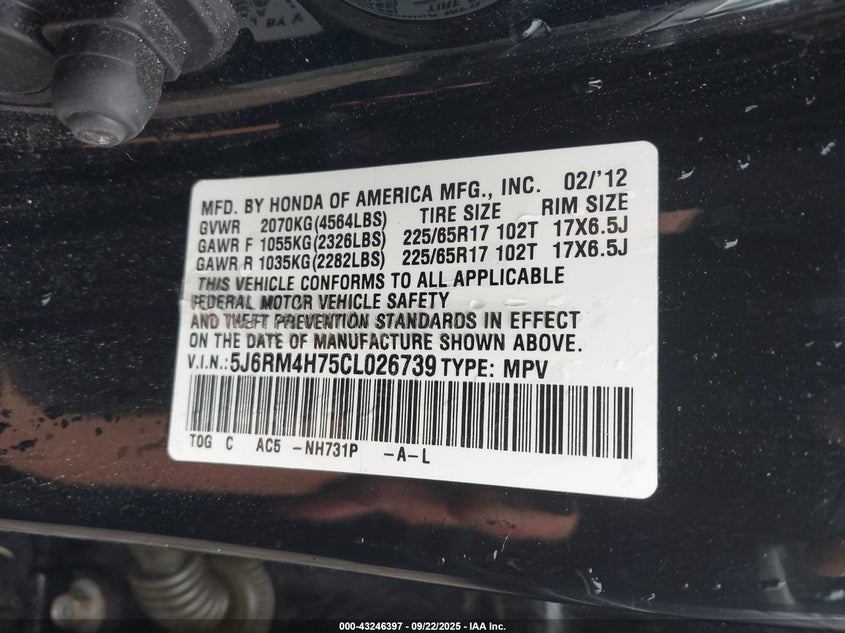 MFD. BY HONDA OF AMERICA MFG., INC. 02/'12
GVWR 2070KG(4564LBS) TIRE SIZE RIM SIZE
GAWR F 1055KG(2326LBS) 225/65R17 102T 17X6.5J
GAWR R 1035KG(2282LBS) 225/65R17 102T 17X6.5J
THIS VEHICLE CONFORMS TO ALL APPLICABLE
FEDERAL MOTOR VEHICLE SAFETY
AND THEFT PREVENTION STANDARDS IN EFFECT
ON THE DATE OF MANUFACTURE SHOWN ABOVE.
V.I.N.:5J6RM4H75CL026739 TYPE: MPV
TOG C AC5 -NH731P -A-L
000-43246397 - 09/22/2025 - IAA Inc.